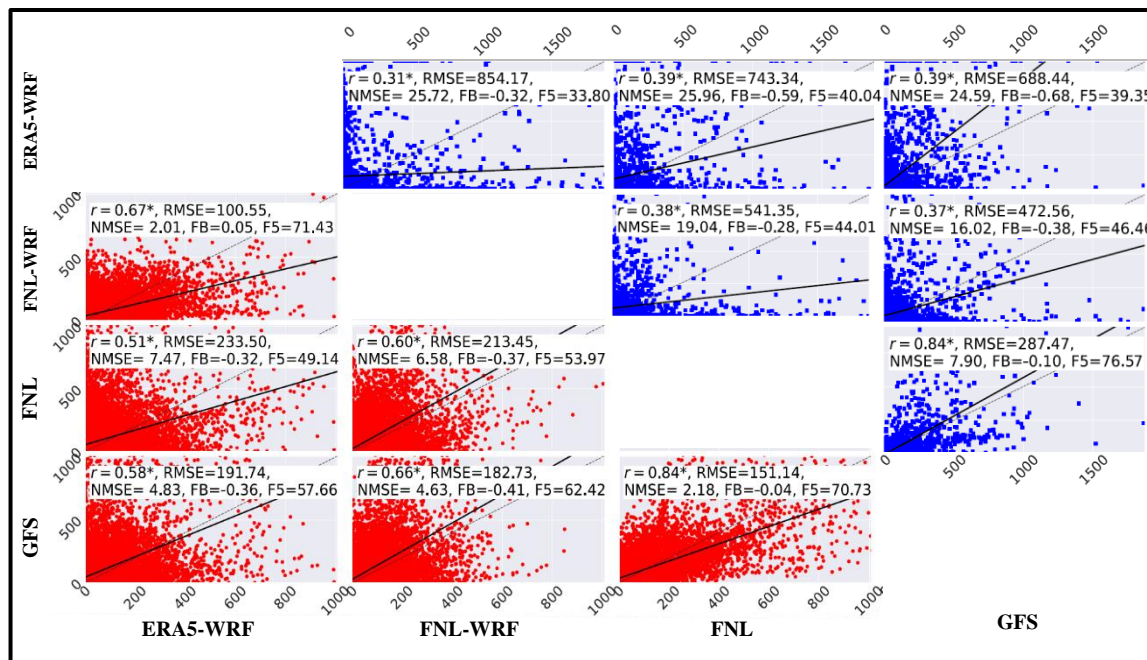 0 500 1000 1500 0 500 1000 1500 0 500 1000 1500
ERA5-WRF
r = 0.31*, RMSE=854.17,
NMSE= 25.72, FB=-0.32, F5=33.80
r = 0.39*, RMSE=743.34,
NMSE= 25.96, FB=-0.59, F5=40.04
r = 0.39*, RMSE=688.44,
NMSE= 24.59, FB=-0.68, F5=39.35
FNL-WRF
1000
500
0
r = 0.67*, RMSE=100.55,
NMSE= 2.01, FB=0.05, F5=71.43
r = 0.38*, RMSE=541.35,
NMSE= 19.04, FB=-0.28, F5=44.01
r = 0.37*, RMSE=472.56,
NMSE= 16.02, FB=-0.38, F5=46.46
FNL
1000
500
0
r = 0.51*, RMSE=233.50,
NMSE= 7.47, FB=-0.32, F5=49.14
r = 0.60*, RMSE=213.45,
NMSE= 6.58, FB=-0.37, F5=53.97
r = 0.84*, RMSE=287.47,
NMSE= 7.90, FB=-0.10, F5=76.57
0 500 1000 1500
GFS
1000
500
0
r = 0.58*, RMSE=191.74,
NMSE= 4.83, FB=-0.36, F5=57.66
r = 0.66*, RMSE=182.73,
NMSE= 4.63, FB=-0.41, F5=62.42
r = 0.84*, RMSE=151.14,
NMSE= 2.18, FB=-0.04, F5=70.73
0 200 400 600 800 1000 0 200 400 600 800 1000 0 200 400 600 800 1000
ERA5-WRF FNL-WRF FNL GFS